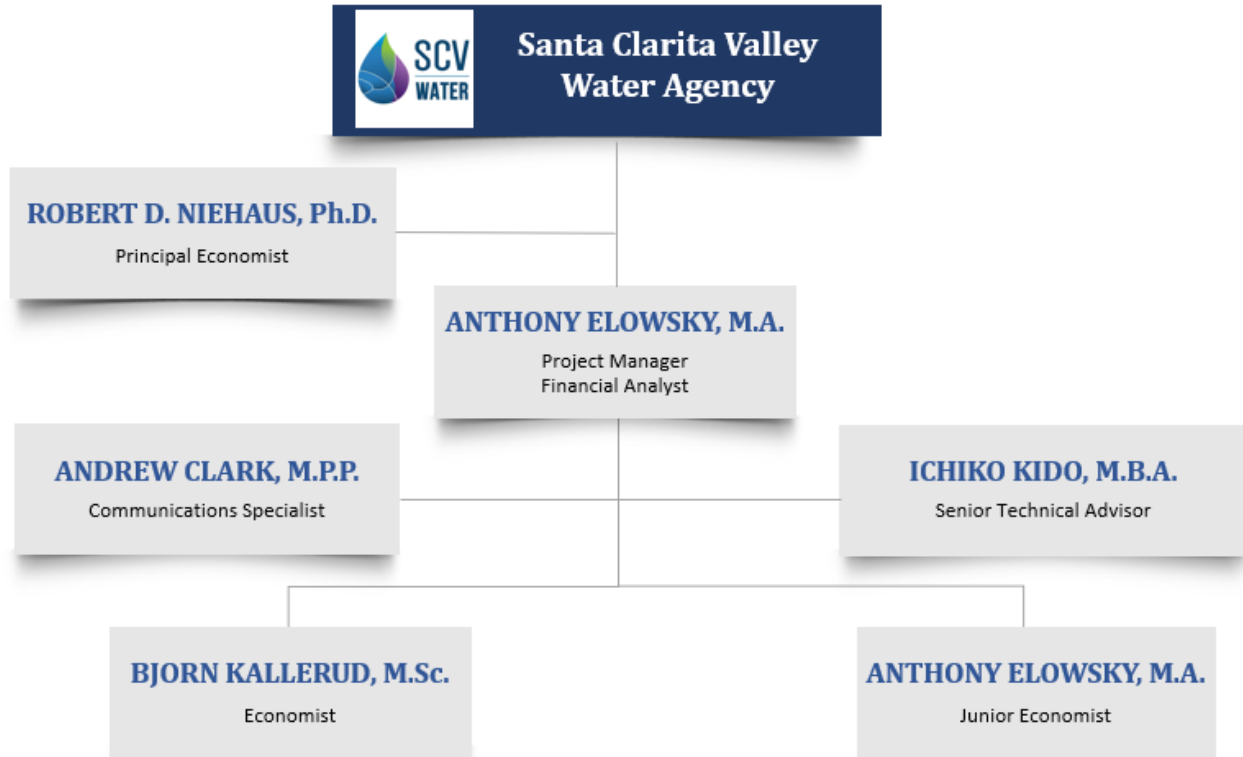 SCV
WATER
Santa Clarita Valley
Water Agency
ROBERT D. NIEHAUS, Ph.D.
Principal Economist
ANTHONY ELOWSKY, M.A.
Project Manager
Financial Analyst
ANDREW CLARK, M.P.P.
Communications Specialist
ICHIKO KIDO, M.B.A.
Senior Technical Advisor
BJORN KALLERUD, M.Sc.
Economist
ANTHONY ELOWSKY, M.A.
Junior Economist